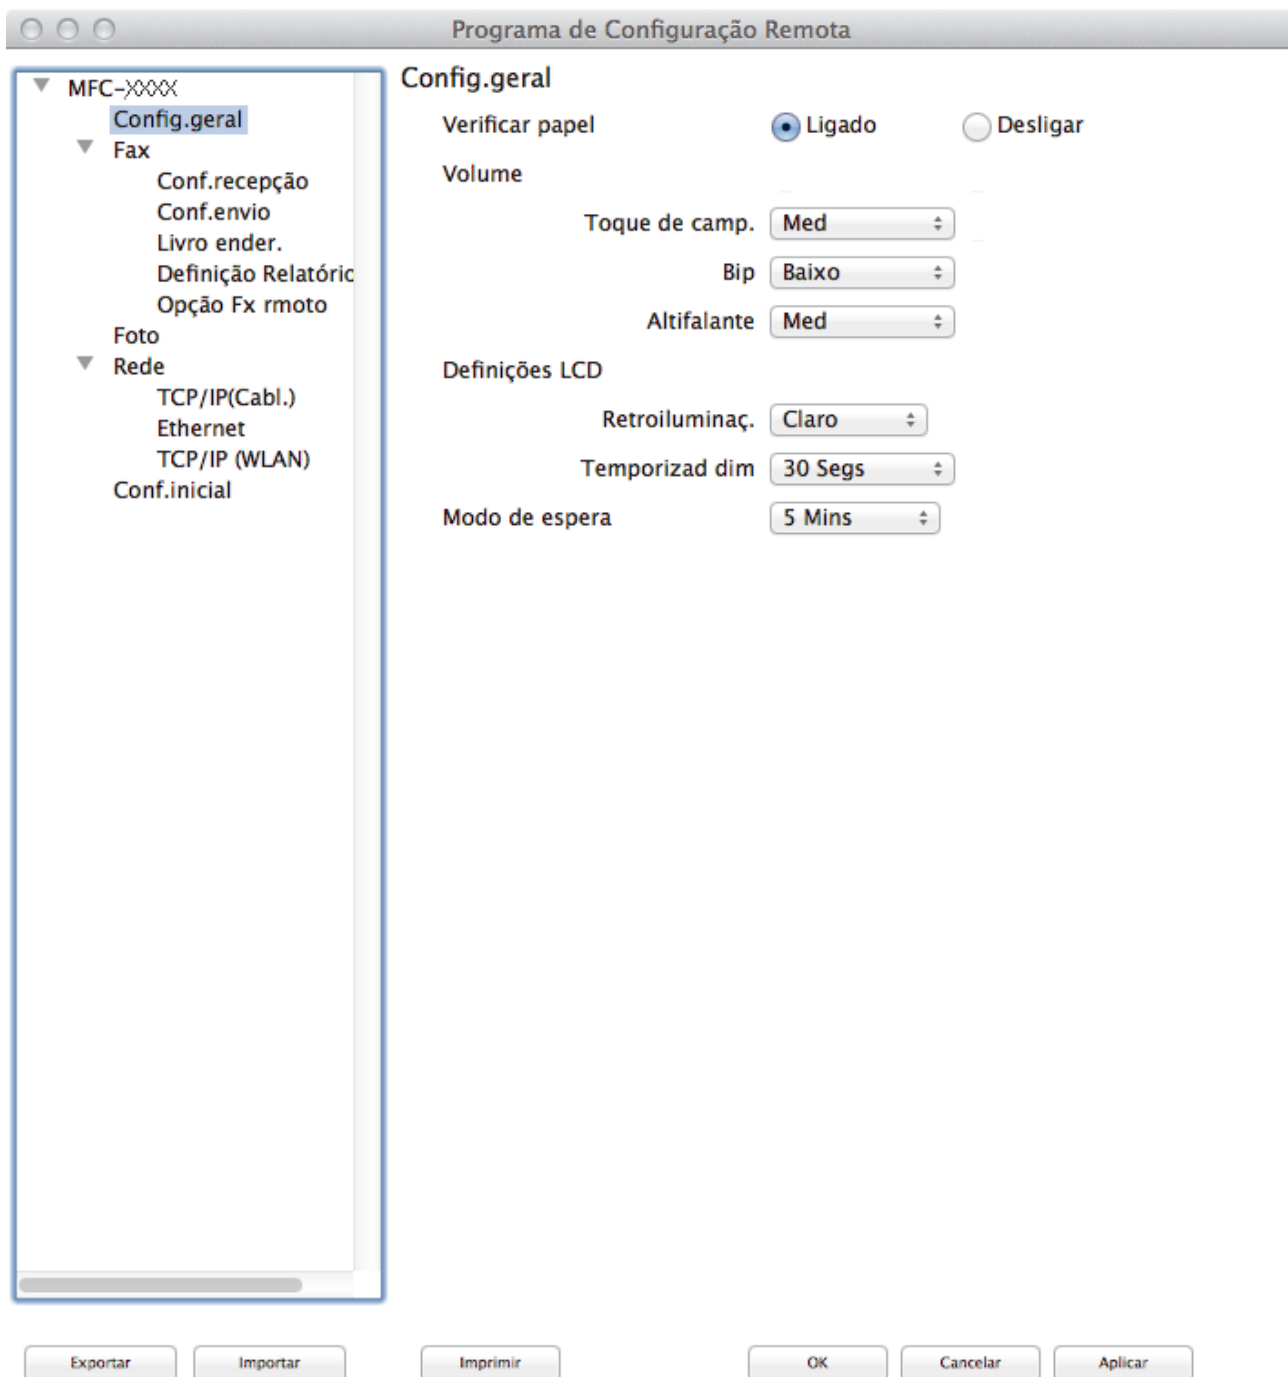 Programa de Configuração Remota
MFC-XXXX
Config.geral
Fax
Conf.recepção
Conf.envio
Livro ender.
Definição Relatório
Opção Fx rmoto
Foto
Rede
TCP/IP(Cabl.)
Ethernet
TCP/IP (WLAN)
Conf.inicial
Config.geral
Verificar papel Ligado Desligar
Volume
Toque de camp. Med
Bip Baixo
Altifalante Med
Definições LCD
Retroiluminaç. Claro
Temporizad dim 30 Segs
Modo de espera 5 Mins
Exportar Importar Imprimir OK Cancelar Aplicar